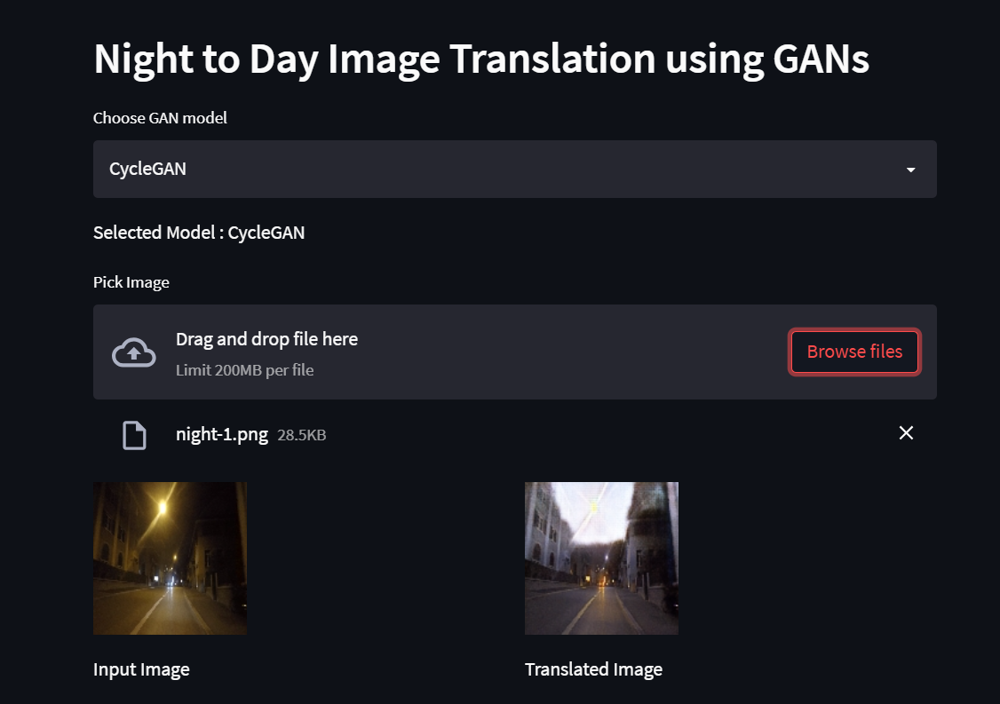 Night to Day Image Translation using GANs
Choose GAN model
CycleGAN
Selected Model : CycleGAN
Pick Image
Drag and drop file here
Limit 200MB per file
Browse files
night-1.png 28.5KB
Input Image
Translated Image